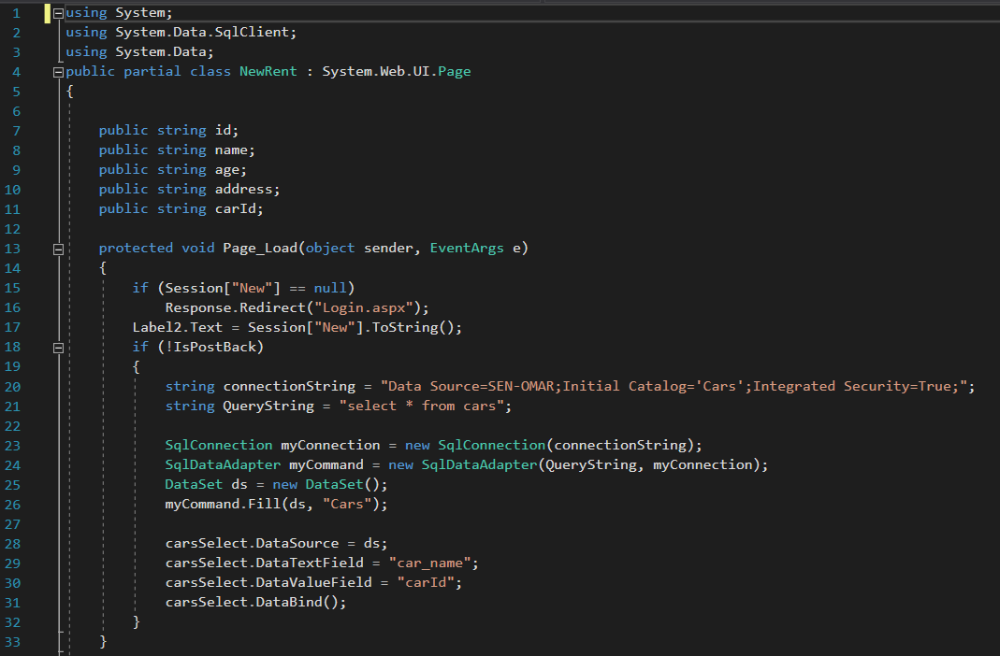 1 using System;
2 using System.Data.SqlClient;
3 using System.Data;
4 public partial class NewRent : System.Web.UI.Page
5 {
6
7     public string id;
8     public string name;
9     public string age;
10     public string address;
11     public string carId;
12
13     protected void Page_Load(object sender, EventArgs e)
14     {
15         if (Session["New"] == null)
16             Response.Redirect("Login.aspx");
17         Label2.Text = Session["New"].ToString();
18         if (!IsPostBack)
19         {
20             string connectionString = "Data Source=SEN-OMAR;Initial Catalog='Cars';Integrated Security=True;";
21             string QueryString = "select * from cars";
22
23             SqlConnection myConnection = new SqlConnection(connectionString);
24             SqlDataAdapter myCommand = new SqlDataAdapter(QueryString, myConnection);
25             DataSet ds = new DataSet();
26             myCommand.Fill(ds, "Cars");
27
28             carsSelect.DataSource = ds;
29             carsSelect.DataTextField = "car_name";
30             carsSelect.DataValueField = "carId";
31             carsSelect.DataBind();
32         }
33     }